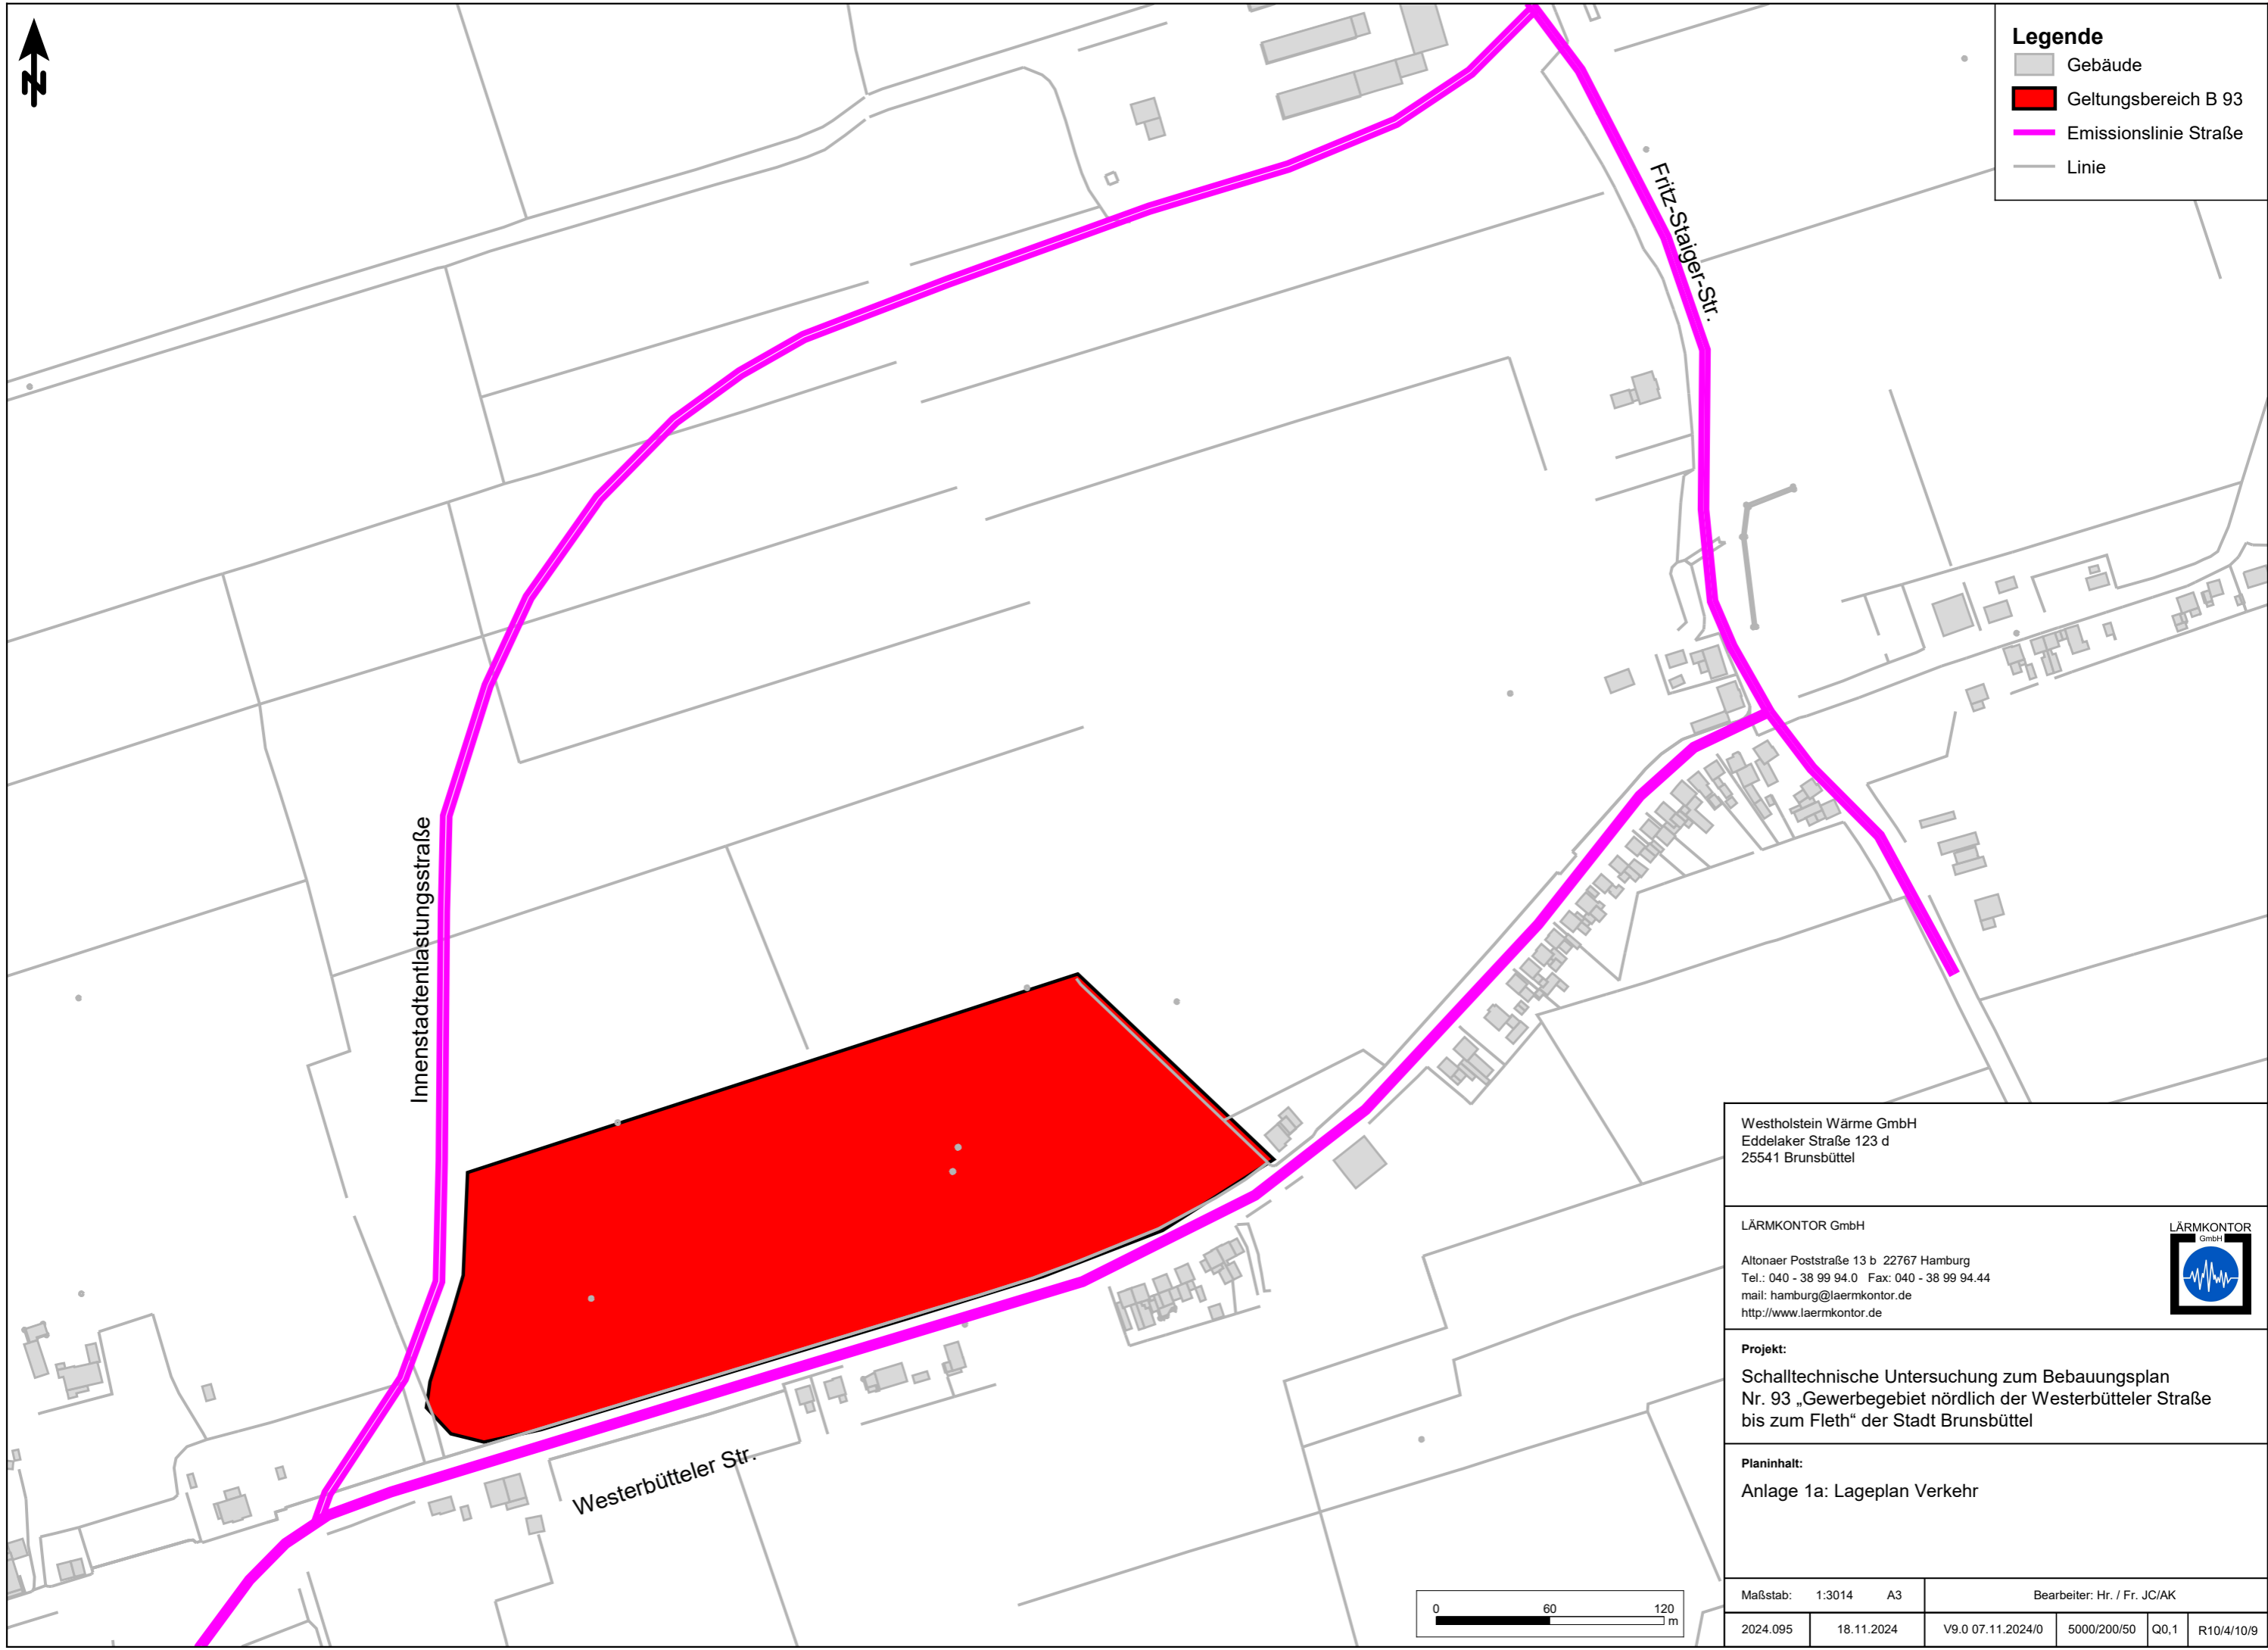 N
Legende
Gebäude
Geltungsbereich B 93
Emissionslinie Straße
Linie
Fritz-Staiger-Str.
Innenstadtentlastungsstraße
Westerbütteler Str.
0 60 120
m
Westholstein Wärme GmbH
Eddelaker Straße 123 d
25541 Brunsbüttel
LÄRMKONTOR GmbH
Altonaer Poststraße 13 b 22767 Hamburg
Tel.: 040 - 38 99 94.0 Fax: 040 - 38 99 94.44
mail: hamburg@laermkontor.de
http://www.laermkontor.de
LÄRMKONTOR
GmbH
Projekt:
Schalltechnische Untersuchung zum Bebauungsplan
Nr. 93 „Gewerbegebiet nördlich der Westerbütteler Straße
bis zum Fleth“ der Stadt Brunsbüttel
Planinhalt:
Anlage 1a: Lageplan Verkehr
Maßstab: 1:3014 A3 Bearbeiter: Hr. / Fr. JC/AK
2024.095 18.11.2024 V9.0 07.11.2024/0 5000/200/50 Q0,1 R10/4/10/9